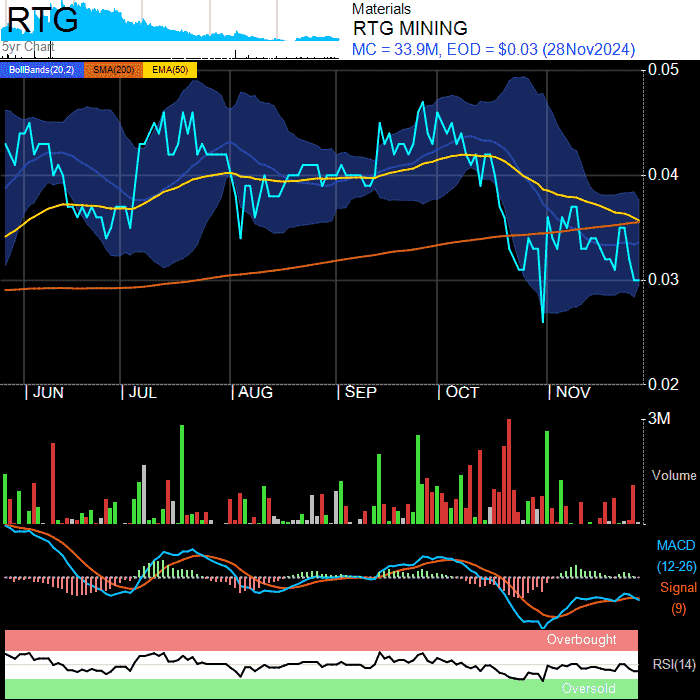 RTG
5yr Chart
Materials
RTG MINING
MC = 33.9M, EOD = $0.03 (28Nov2024)
BollBands(20,2) SMA(200) EMA(50)
0.05
0.04
0.03
0.02
JUN JUL AUG SEP OCT NOV
3M
Volume
MACD
(12-26)
Signal
(9)
Overbought
RSI(14)
Oversold